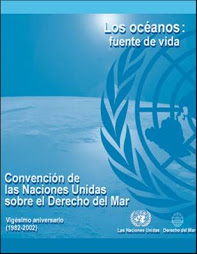 Los océanos:
fuente de vida
Convención de
las Naciones Unidas
sobre el Derecho del Mar
Vigésimo aniversario
(1982-2002)
Las Naciones Unidas
Derecho del Mar